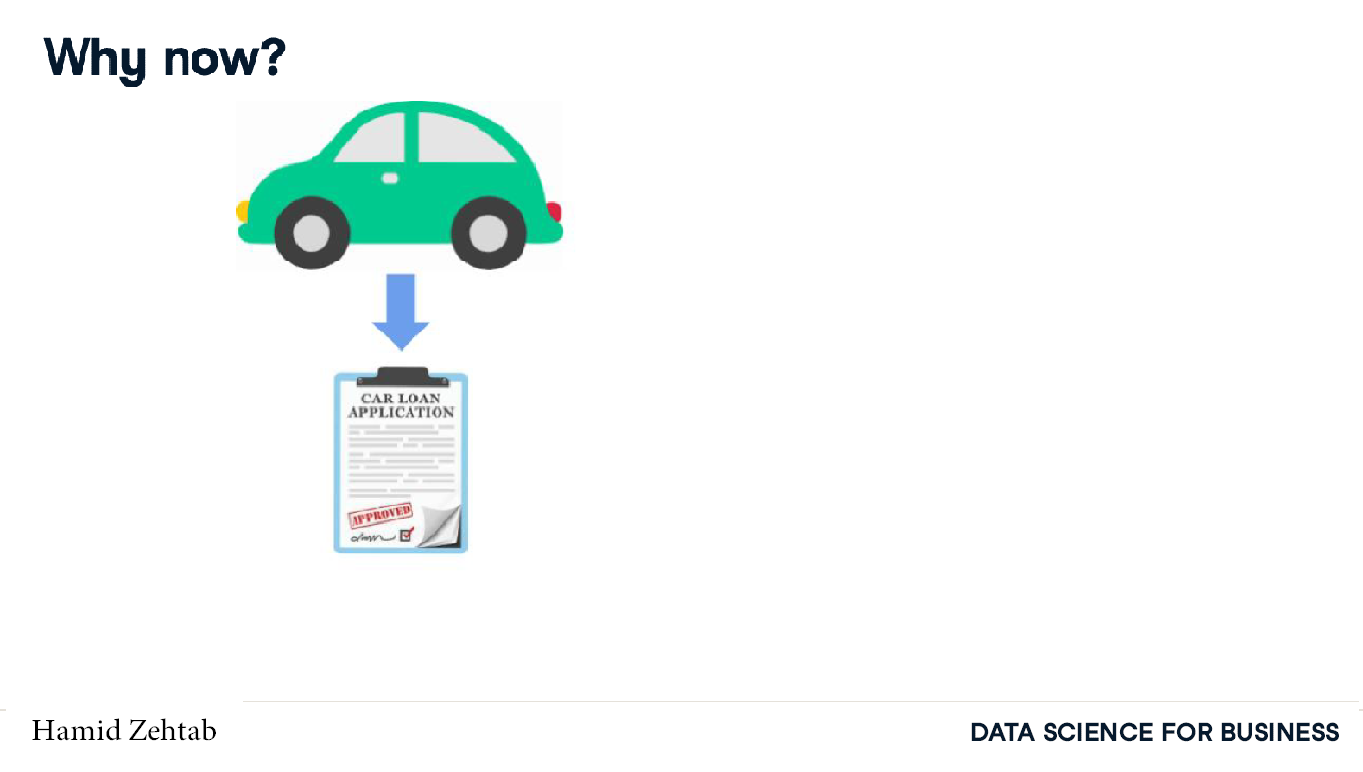 Why now?
CAR LOAN
APPLICATION
APPROVED
Hamid Zehtab
DATA SCIENCE FOR BUSINESS